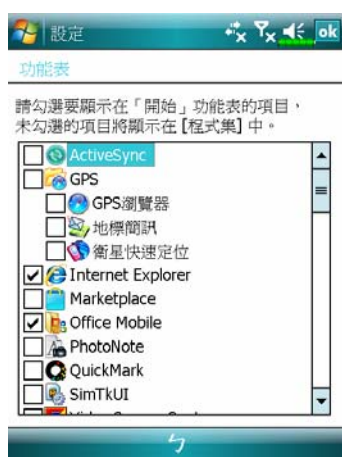 設定
ok
功能表
請勾選要顯示在「開始」功能表的項目，
未勾選的項目將顯示在 [程式集] 中。
ActiveSync
GPS
GPS瀏覽器
地標簡訊
衛星快速定位
Internet Explorer
Marketplace
Office Mobile
PhotoNote
QuickMark
SimTkUI
ㄅ